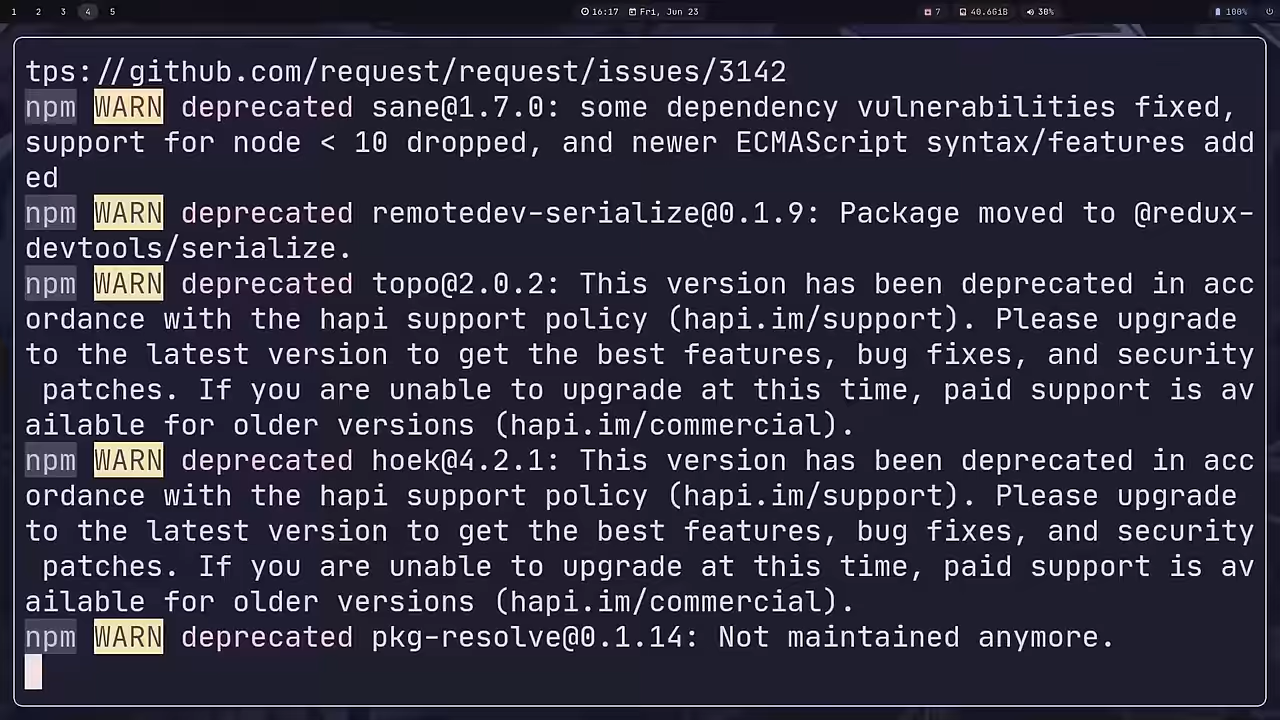 1 2 3 4 5 16:17 Fri, Jun 23 7 40.6GiB 30% 100%
tps://github.com/request/request/issues/3142
npm WARN deprecated sane@1.7.0: some dependency vulnerabilities fixed,
support for node < 10 dropped, and newer ECMAScript syntax/features add
ed
npm WARN deprecated remotedev-serialize@0.1.9: Package moved to @redux-
devtools/serialize.
npm WARN deprecated topo@2.0.2: This version has been deprecated in acc
ordance with the hapi support policy (hapi.im/support). Please upgrade
to the latest version to get the best features, bug fixes, and security
 patches. If you are unable to upgrade at this time, paid support is av
ailable for older versions (hapi.im/commercial).
npm WARN deprecated hoek@4.2.1: This version has been deprecated in acc
ordance with the hapi support policy (hapi.im/support). Please upgrade
to the latest version to get the best features, bug fixes, and security
 patches. If you are unable to upgrade at this time, paid support is av
ailable for older versions (hapi.im/commercial).
npm WARN deprecated pkg-resolve@0.1.14: Not maintained anymore.